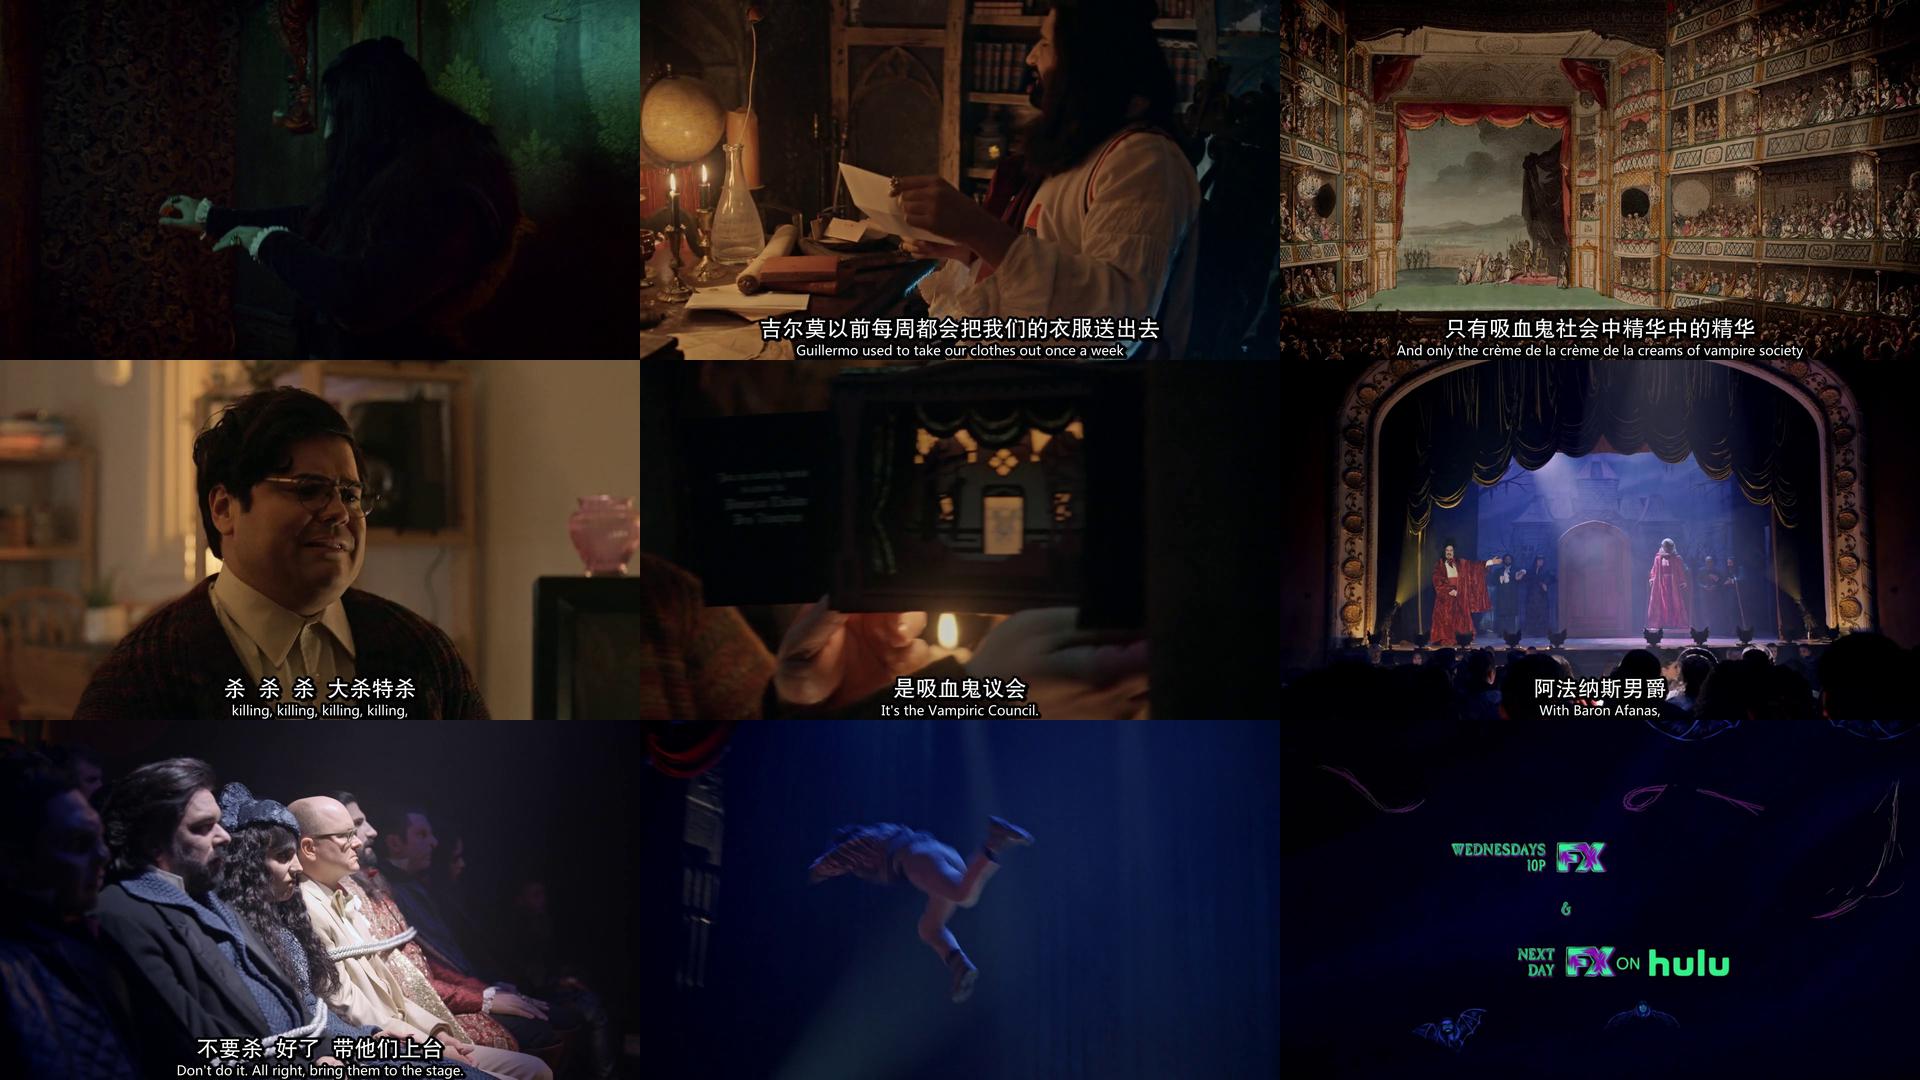 吉尔莫以前每周都会把我们的衣服送出去
Guillermo used to take our clothes out once a week
只有吸血鬼社会中精华中的精华
And only the crème de la crème de la creams of vampire society
杀 杀 杀 大杀特杀
killing, killing, killing, killing,
是吸血鬼议会
It's the Vampiric Council.
阿法纳斯男爵
With Baron Afanas,
不要杀 好了 带他们上台
Don't do it. All right, bring them to the stage.
WEDNESDAYS
10P
FX
&
NEXT
DAY
FX ON hulu